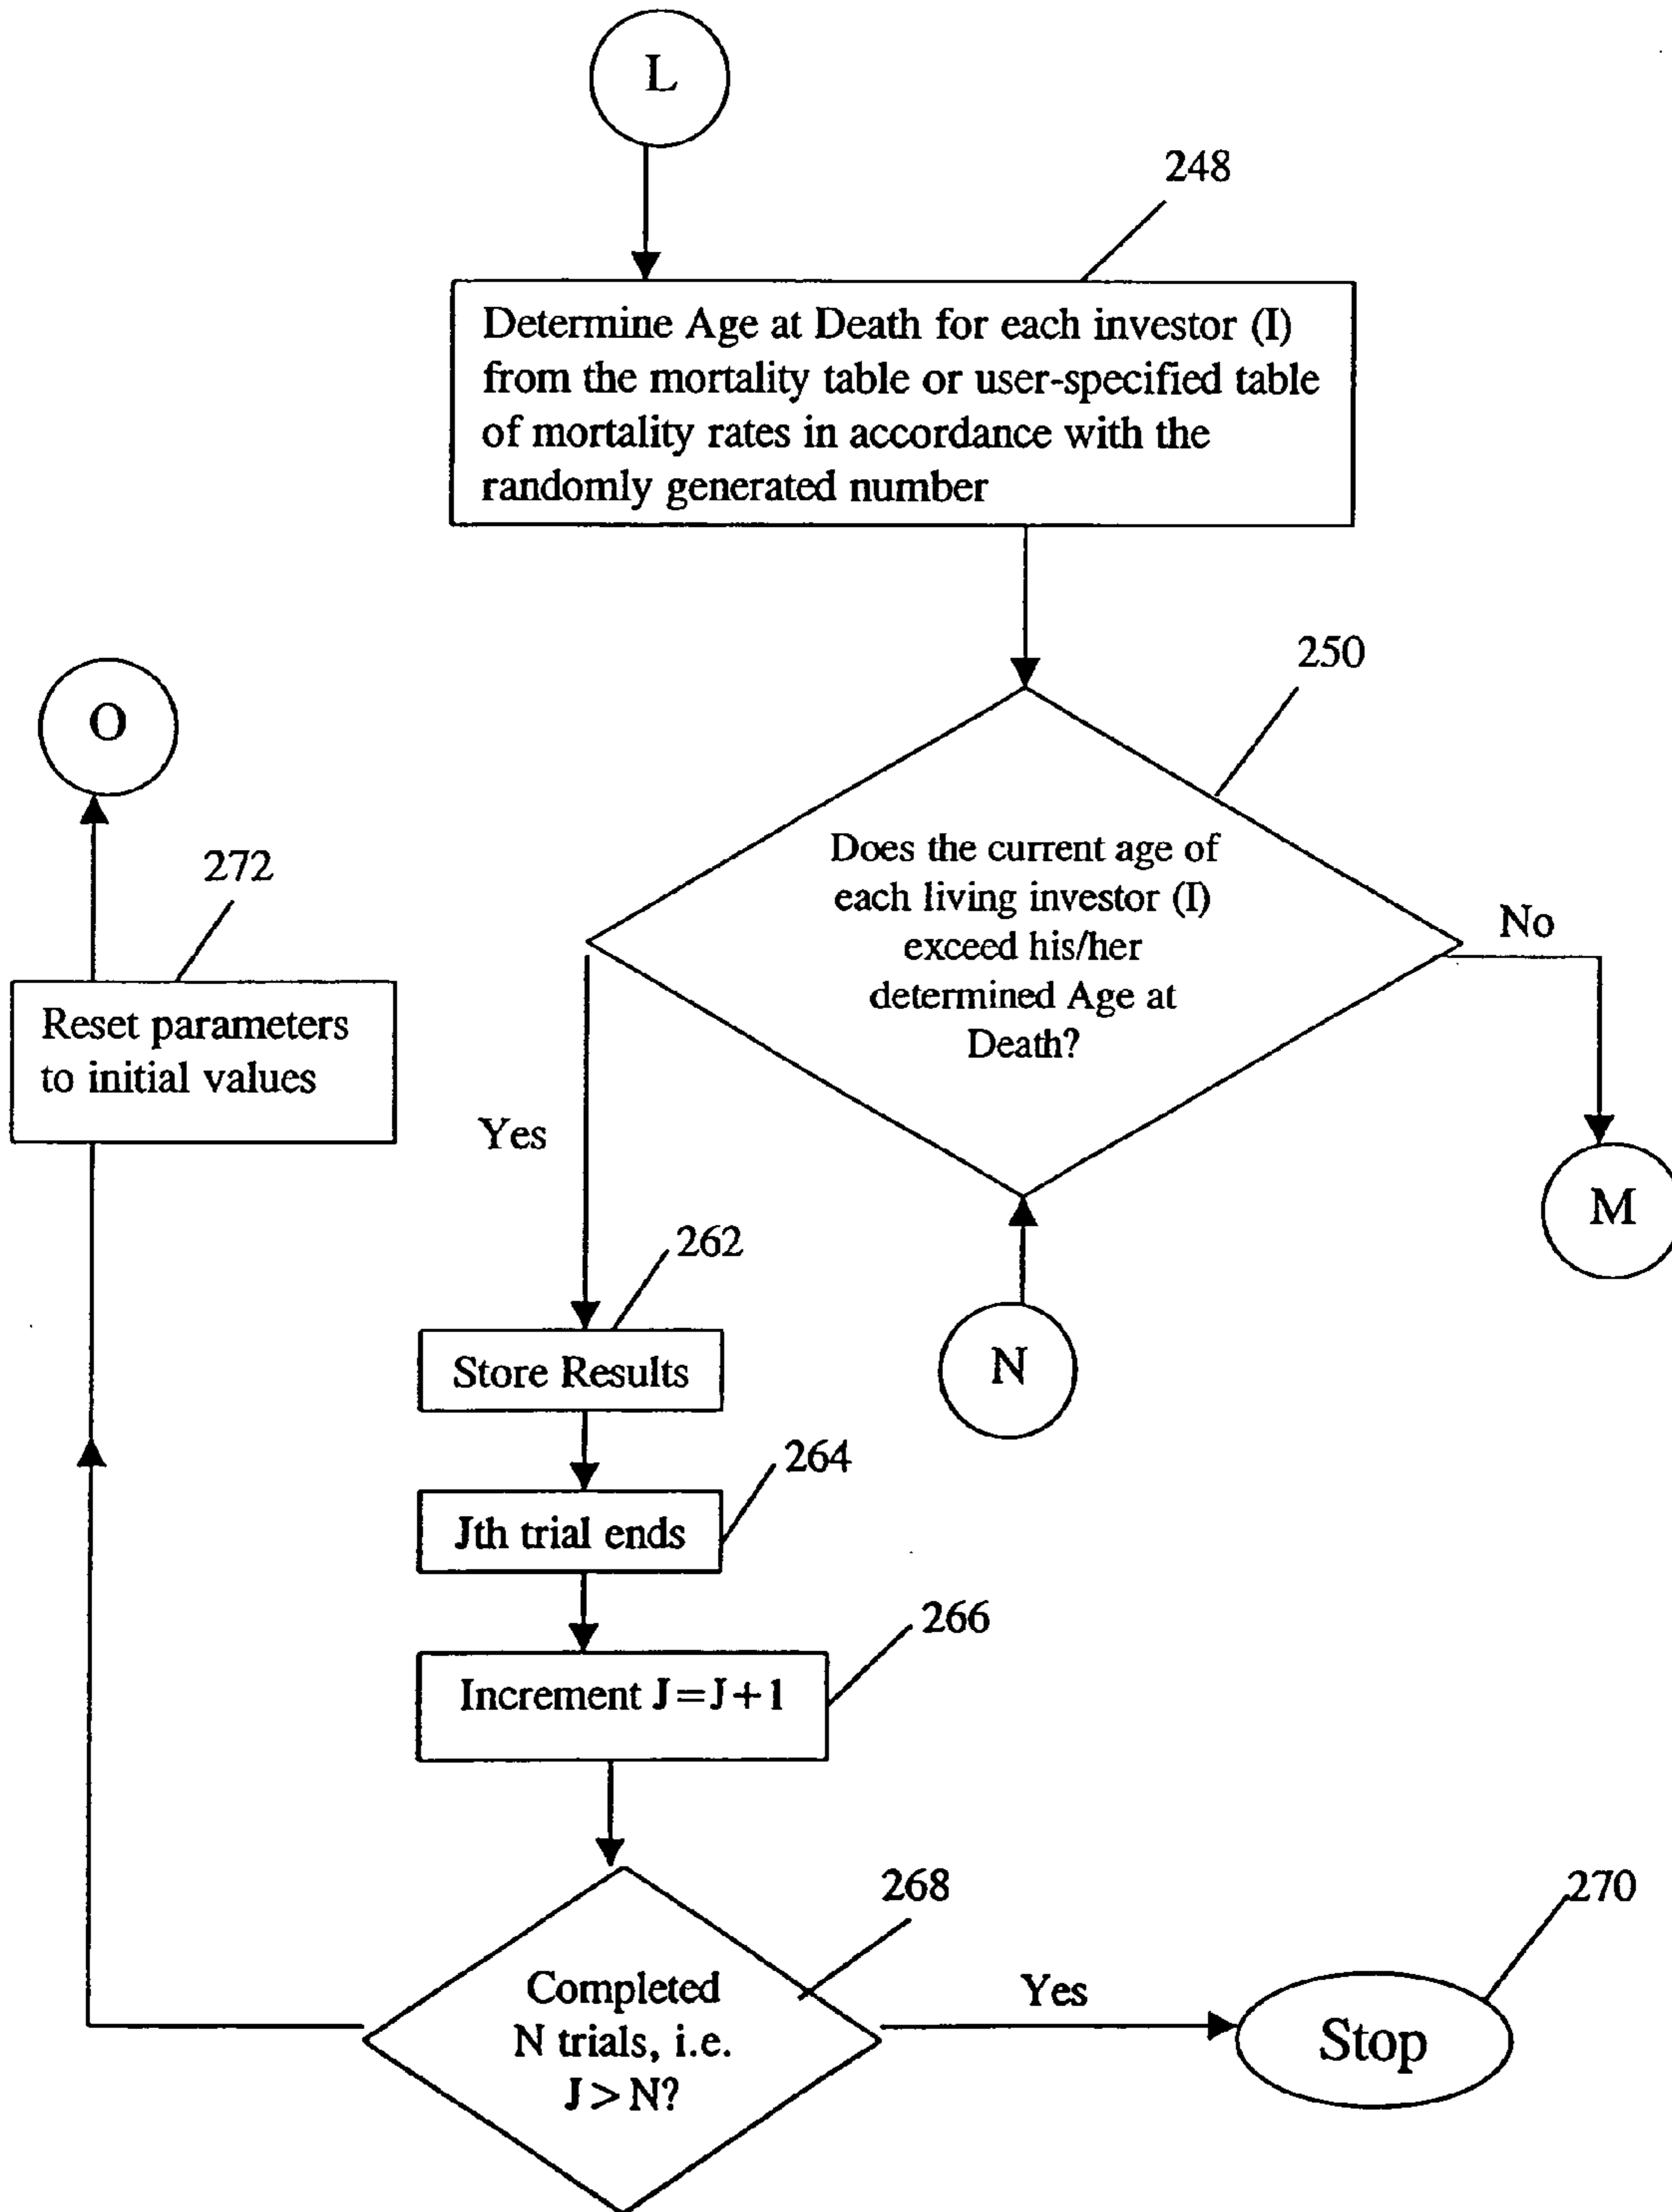 L
248
Determine Age at Death for each investor (I)
from the mortality table or user-specified table
of mortality rates in accordance with the
randomly generated number
250
O
Does the current age of
each living investor (I)
exceed his/her
determined Age at
Death?
No
272
Reset parameters
to initial values
Yes
M
262
N
Store Results
264
Jth trial ends
266
Increment J=J+1
268
270
Completed
N trials, i.e.
J>N?
Yes
Stop